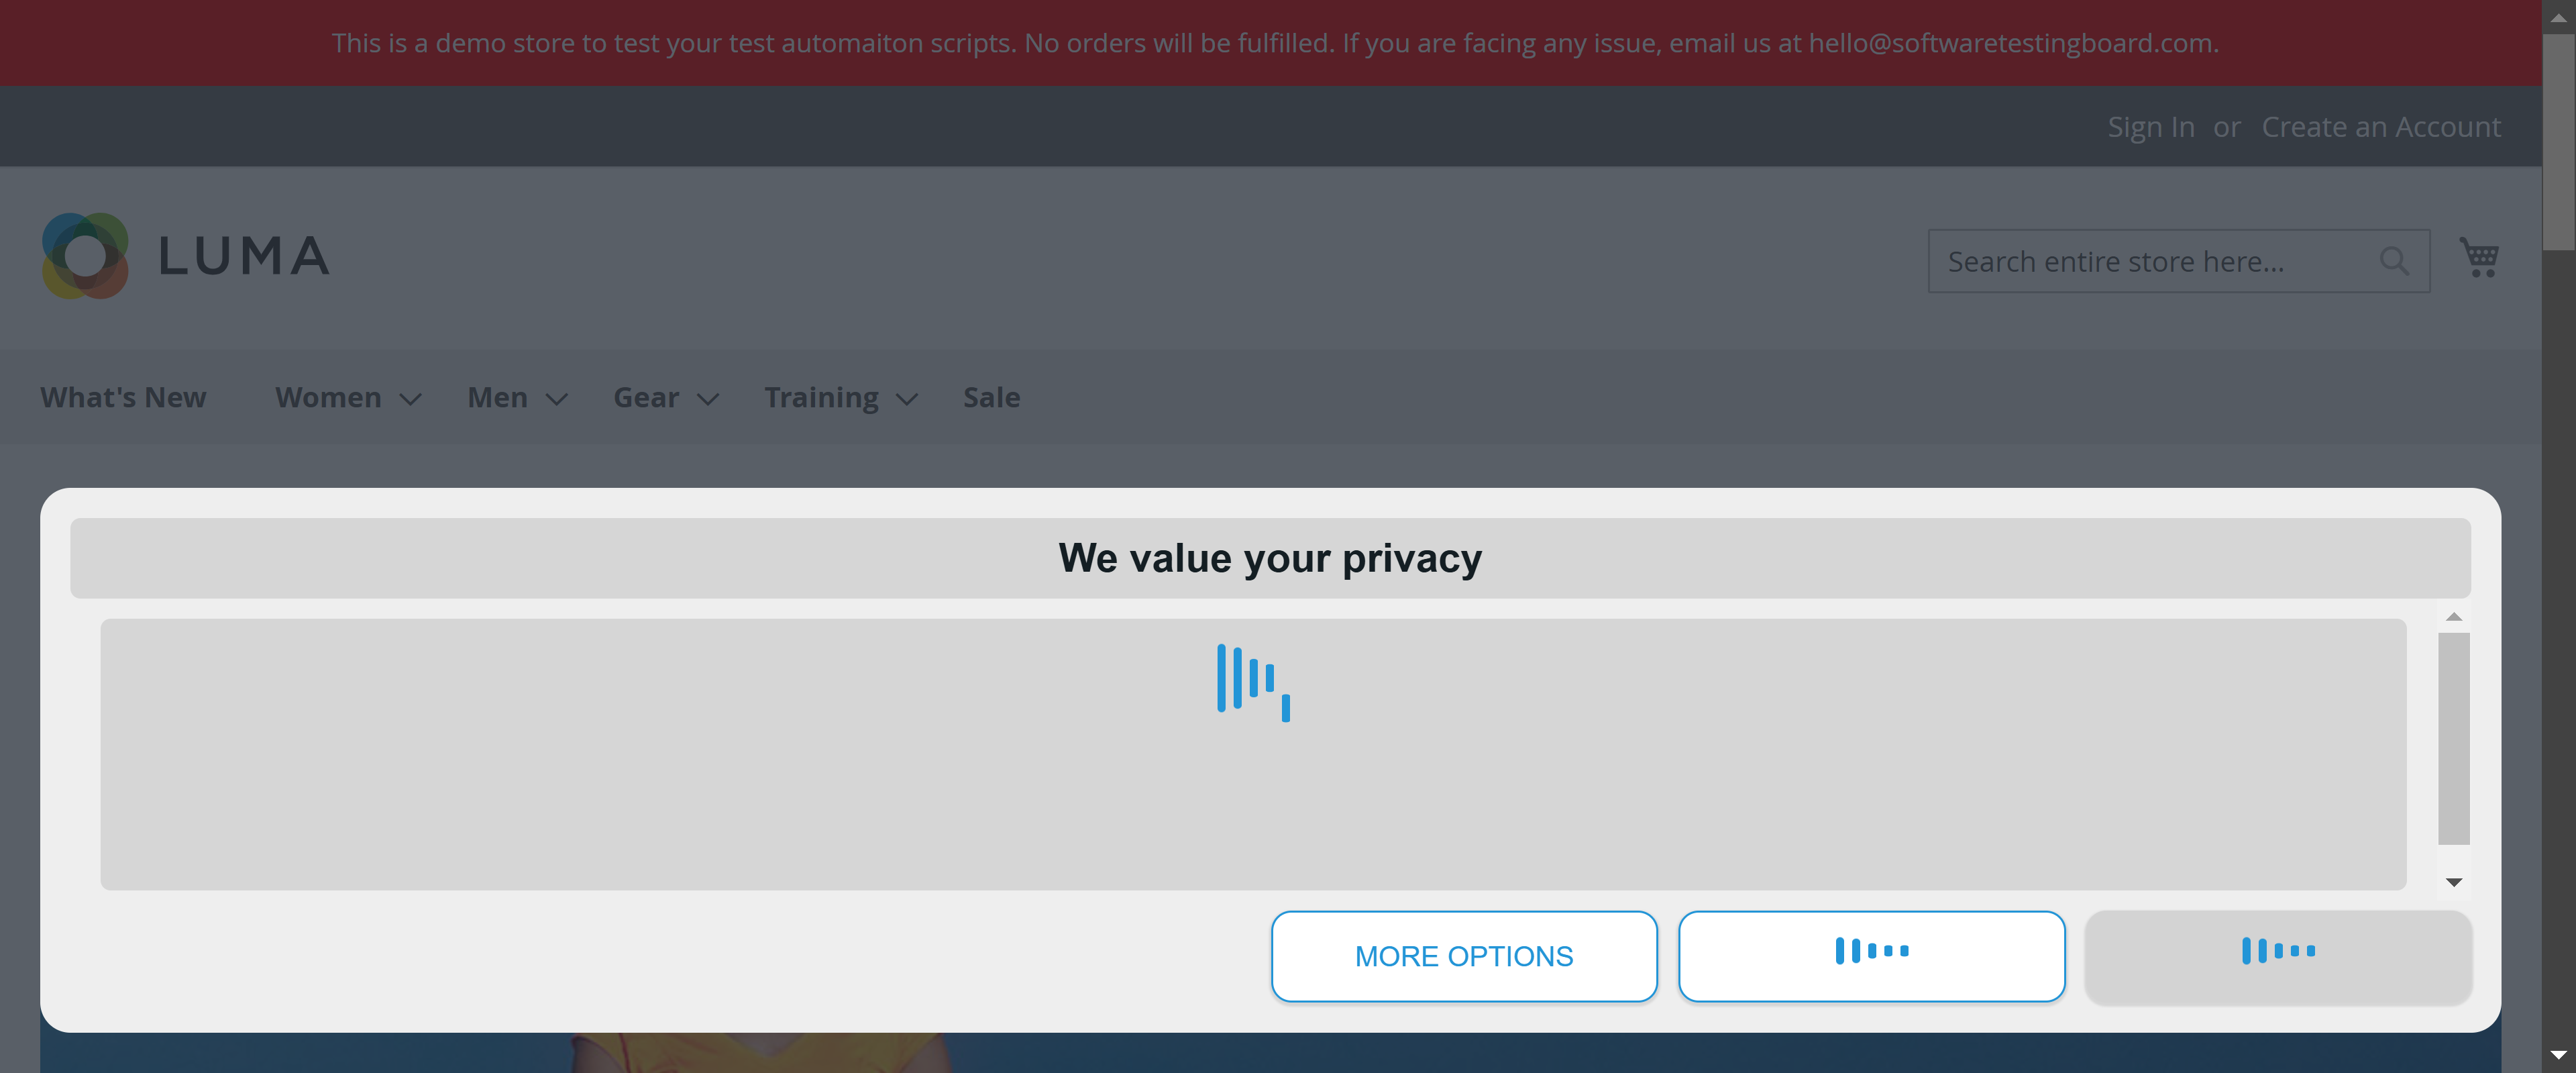 This is a demo store to test your test automaiton scripts. No orders will be fulfilled. If you are facing any issue, email us at hello@softwaretestingboard.com.
Sign In or Create an Account
LUMA
Search entire store here...
What's New Women Men Gear Training Sale
We value your privacy
MORE OPTIONS